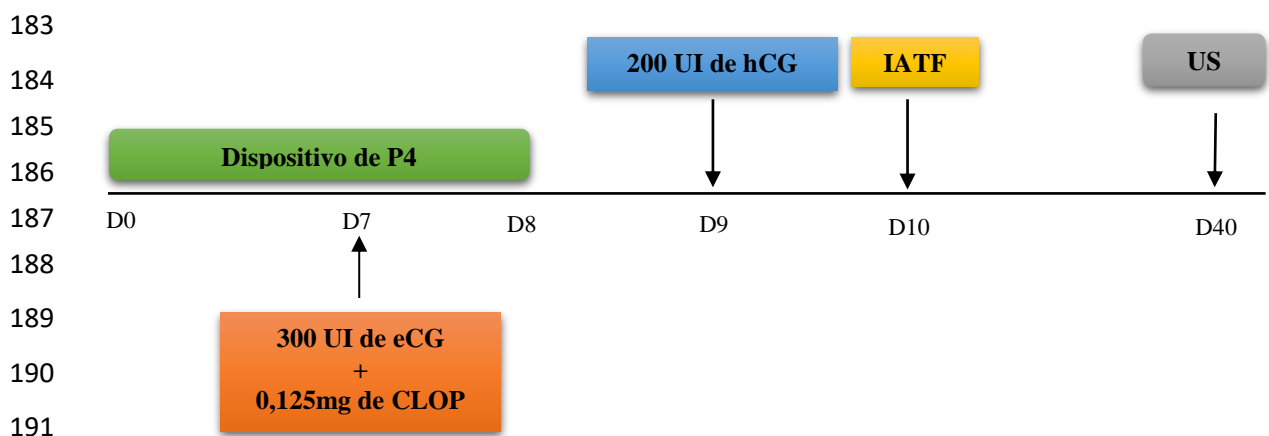 183
200 UI de hCG IATF US
184
185
Dispositivo de P4
186
187 D0 D7 D8 D9 D10 D40
188
189
300 UI de eCG
+
190
0,125mg de CLOP
191